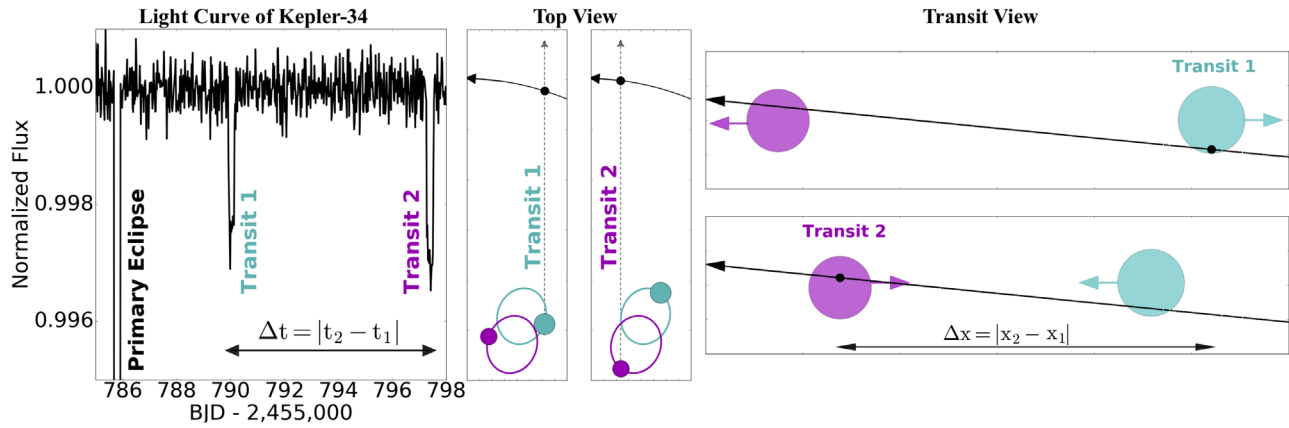 Light Curve of Kepler-34
Top View
Transit View
Normalized Flux
1.000
0.998
0.996
Primary Eclipse
Transit 1
Transit 2
Δt = |t₂ − t₁|
786 788 790 792 794 796 798
BJD - 2,455,000
Transit 1
Transit 2
Transit 1
Transit 2
Δx = |x₂ − x₁|